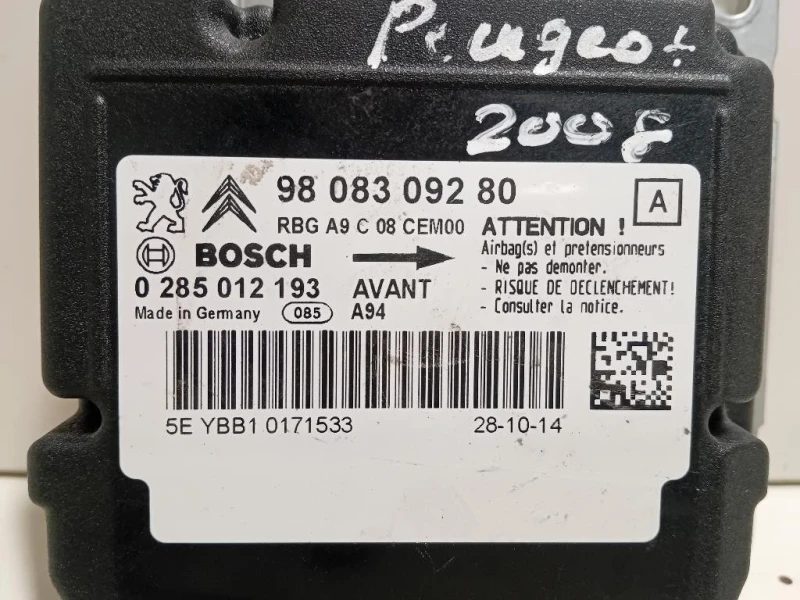 Peugeot
2008
98 083 092 80
A
RBG A9 C 08 CEM00
ATTENTION !
Airbag(s) et pretensionneurs
- Ne pas demonter.
- RISQUE DE DECLENCHEMENT!
- Consulter la notice.
BOSCH
0 285 012 193
AVANT
Made in Germany
085
A94
5E YBB1 0171533
28-10-14